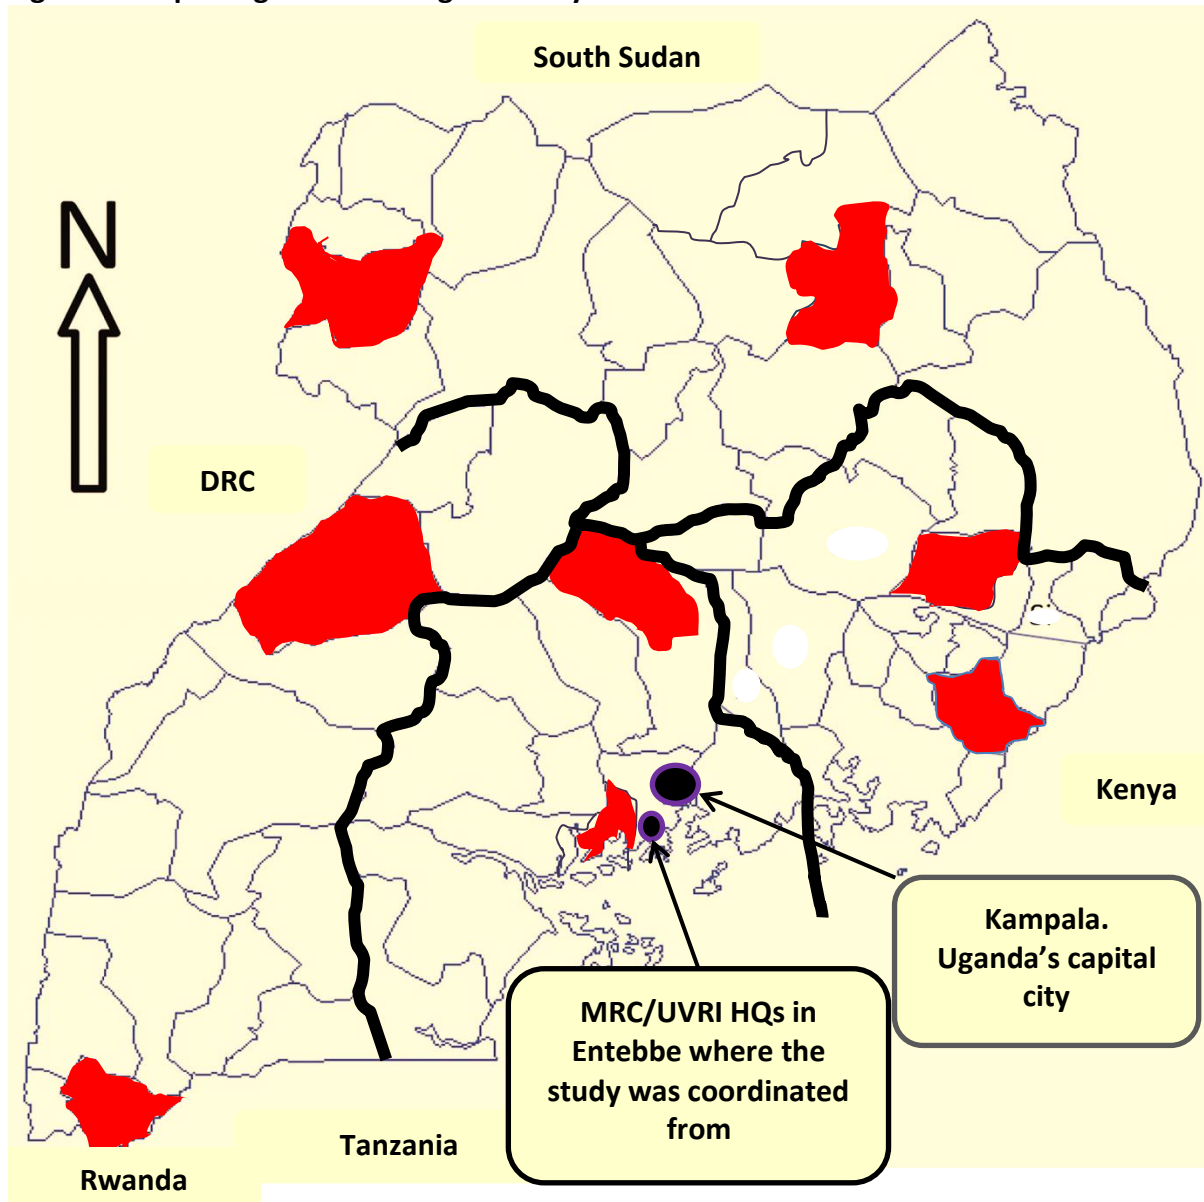 South Sudan
N
DRC
Kenya
Kampala.
Uganda’s capital
city
MRC/UVRI HQs in
Entebbe where the
study was coordinated
from
Tanzania
Rwanda